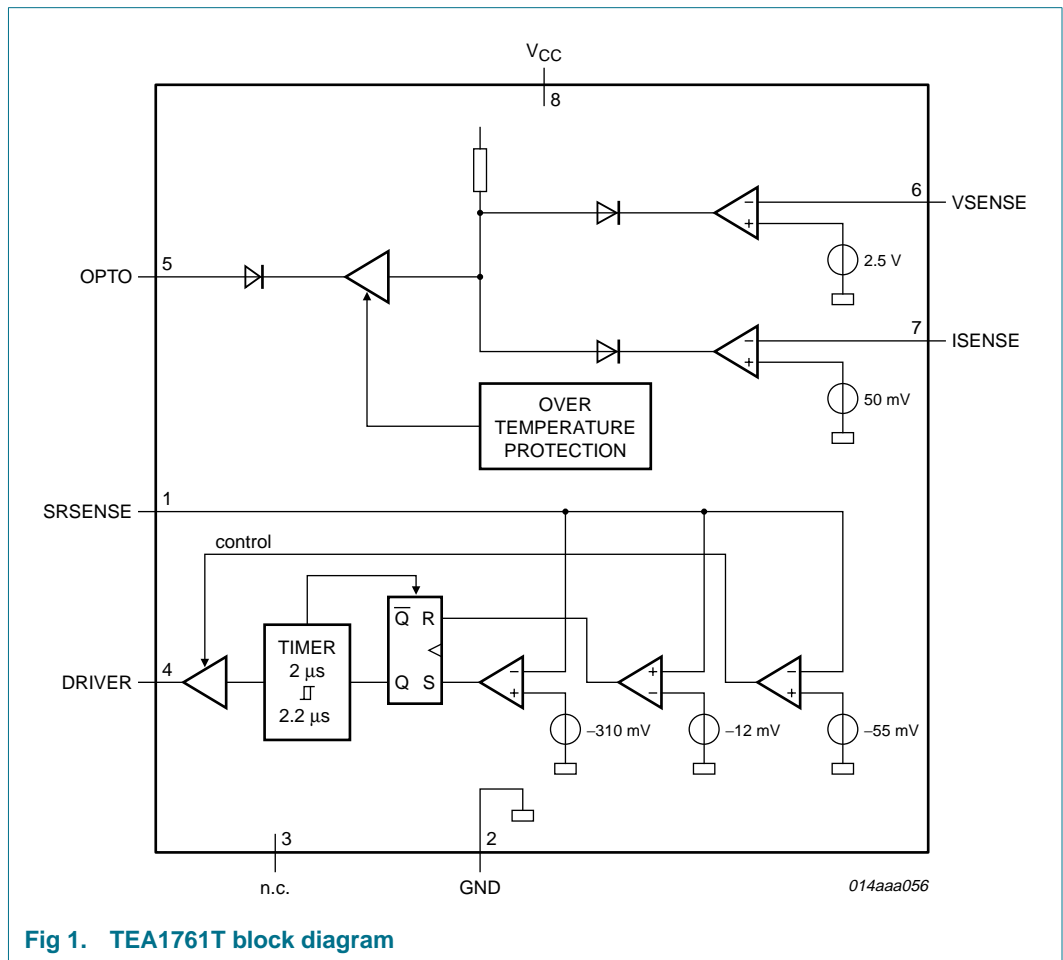 VCC
8
6
VSENSE
5
OPTO
2.5 V
7
ISENSE
50 mV
OVER
TEMPERATURE
PROTECTION
1
SRSENSE
control
Q R
TIMER
2 μs
2.2 μs
4
DRIVER
Q S
−310 mV
−12 mV
−55 mV
3
2
n.c.
GND
014aaa056
Fig 1. TEA1761T block diagram